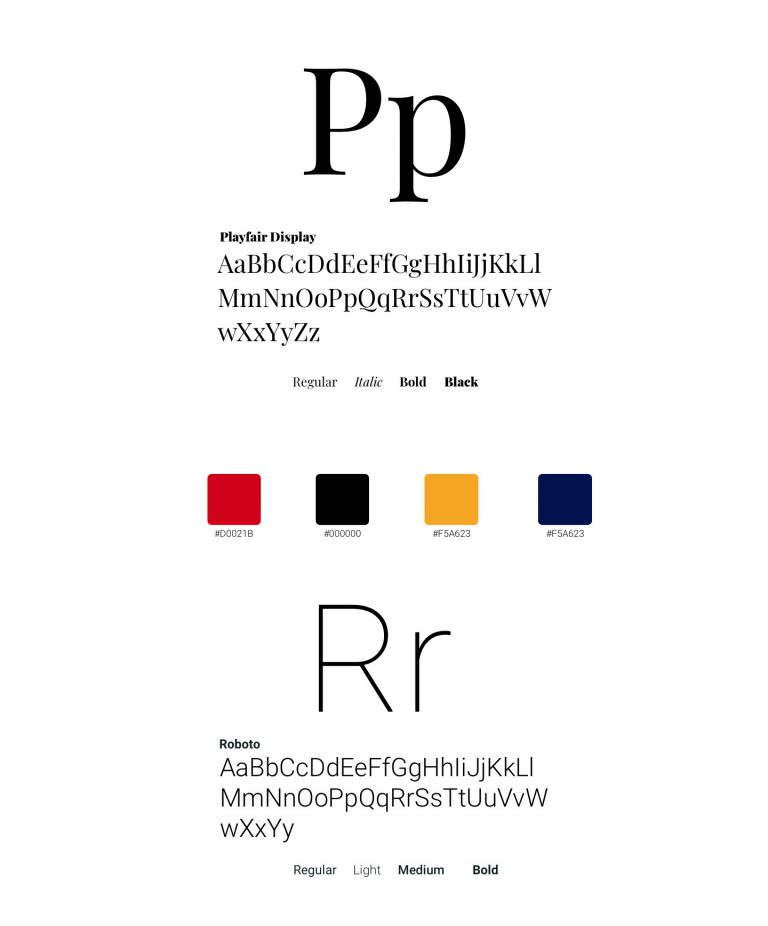 Pp
Playfair Display
AaBbCcDdEeFfGgHhIiJjKkLl
MmNnOoPpQqRrSsTtUuVvW
wXxYyZz
Regular Italic Bold Black
#D0021B #000000 #F5A623 #F5A623
Rr
Roboto
AaBbCcDdEeFfGgHhIiJjKkLl
MmNnOoPpQqRrSsTtUuVvW
wXxYy
Regular Light Medium Bold